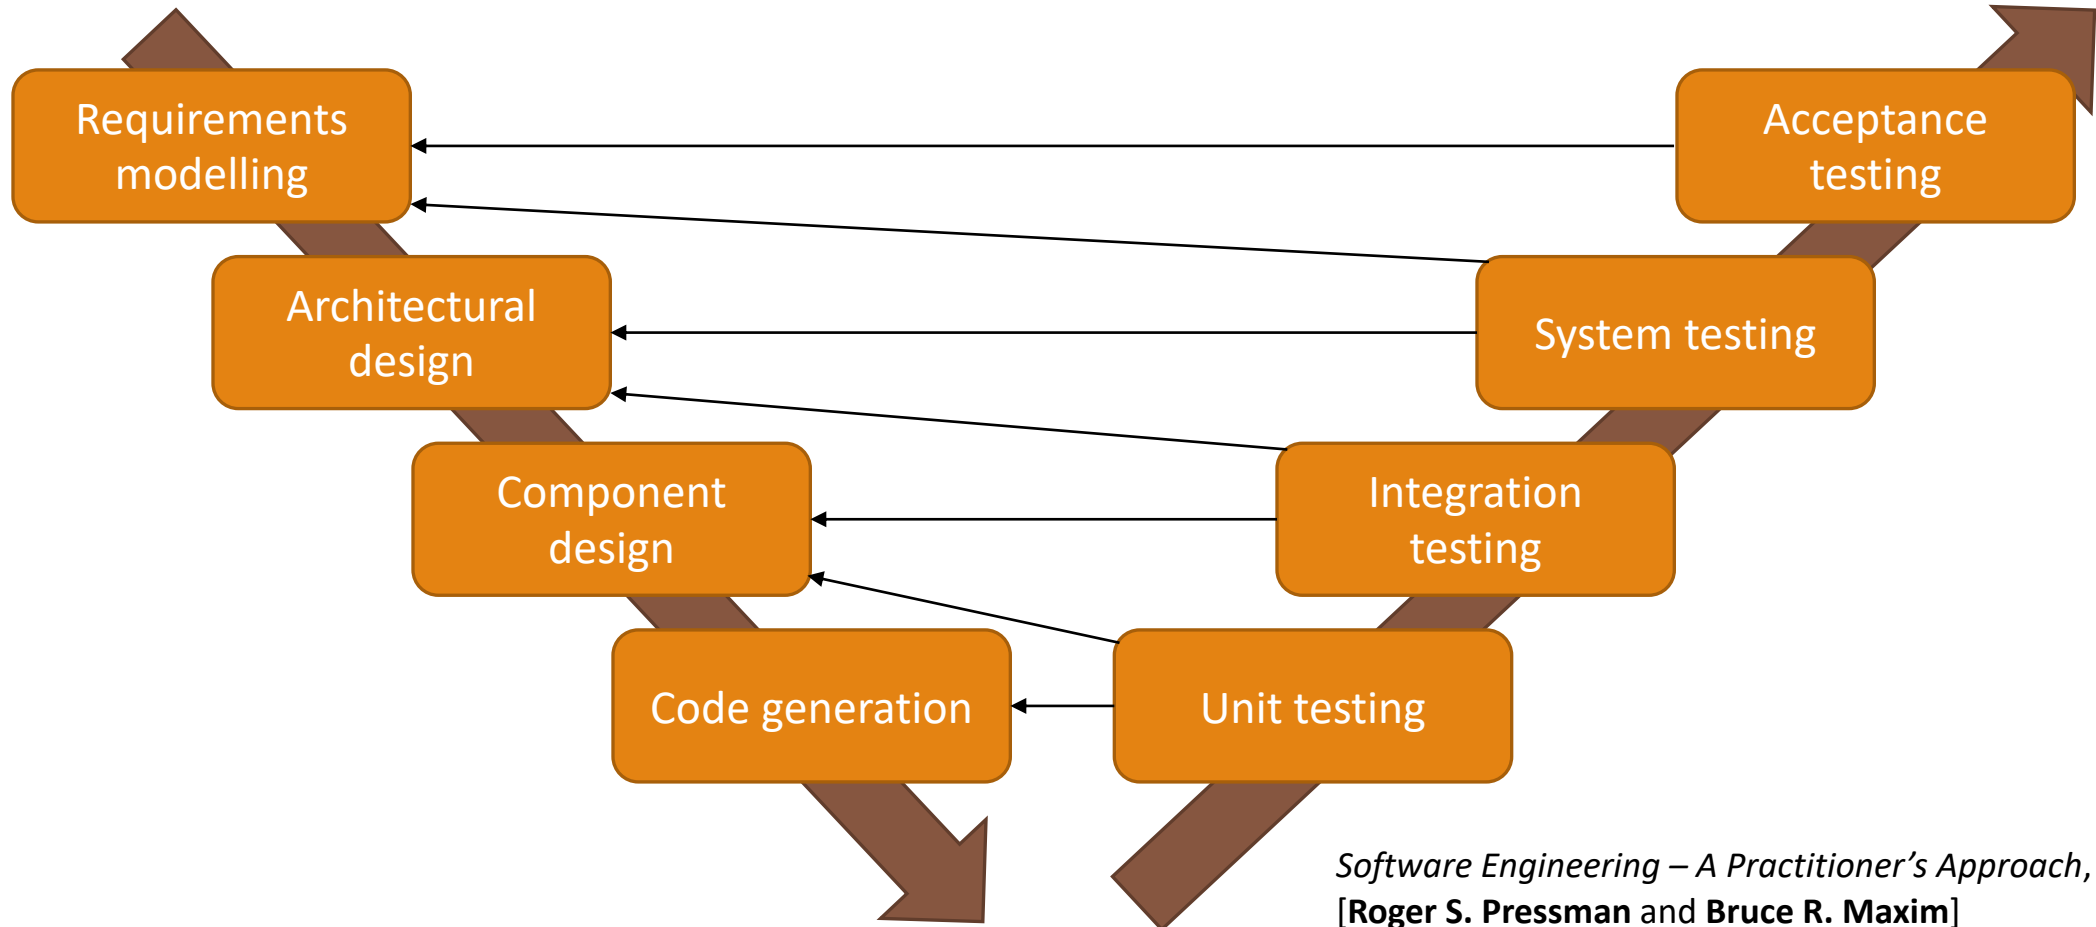 Requirements
modelling
Acceptance
testing
Architectural
design
System testing
Component
design
Integration
testing
Code generation
Unit testing
Software Engineering – A Practitioner’s Approach,
[Roger S. Pressman and Bruce R. Maxim]